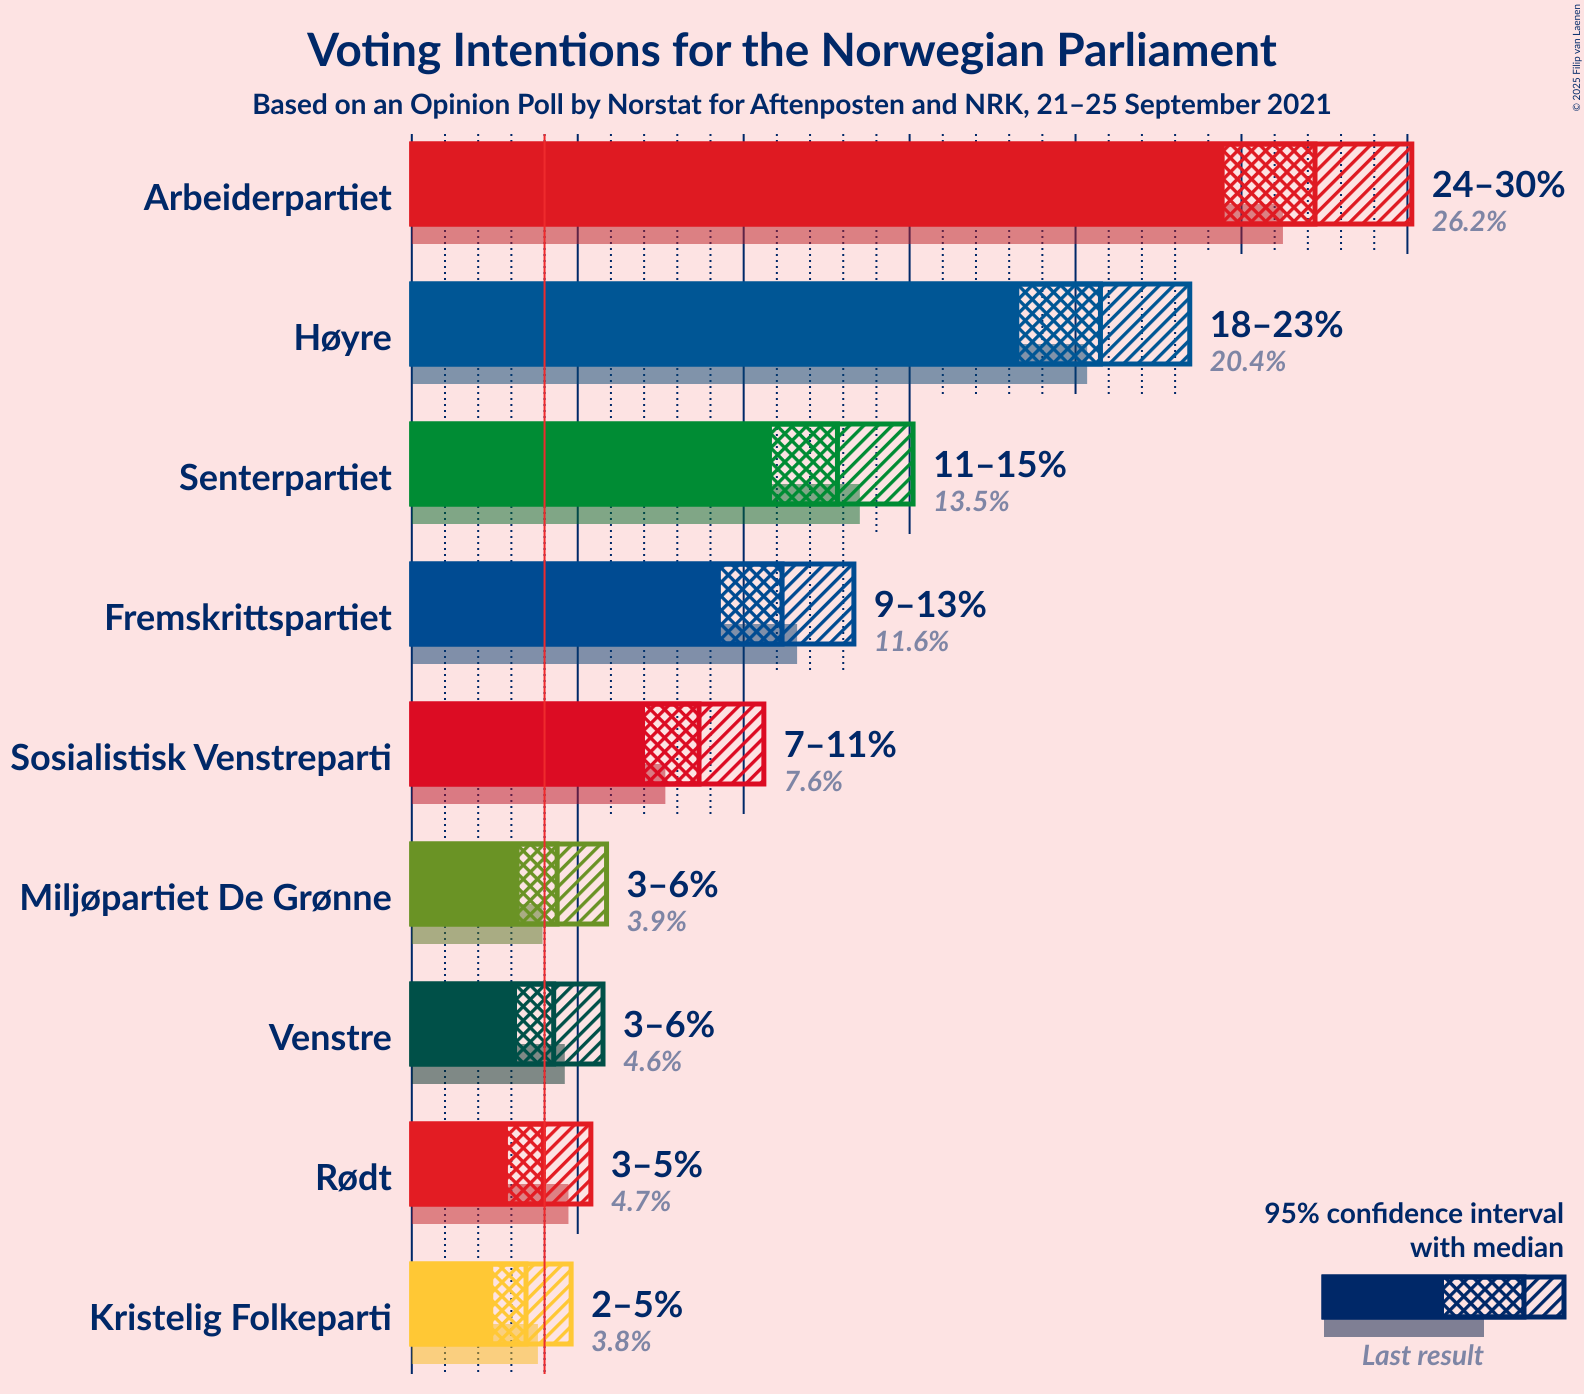 Voting Intentions for the Norwegian Parliament
Based on an Opinion Poll by Norstat for Aftenposten and NRK, 21–25 September 2021
© 2025 Filip van Laenen
Arbeiderpartiet
24–30%
26.2%
Høyre
18–23%
20.4%
Senterpartiet
11–15%
13.5%
Fremskrittspartiet
9–13%
11.6%
Sosialistisk Venstreparti
7–11%
7.6%
Miljøpartiet De Grønne
3–6%
3.9%
Venstre
3–6%
4.6%
Rødt
3–5%
4.7%
Kristelig Folkeparti
2–5%
3.8%
95% confidence interval
with median
Last result